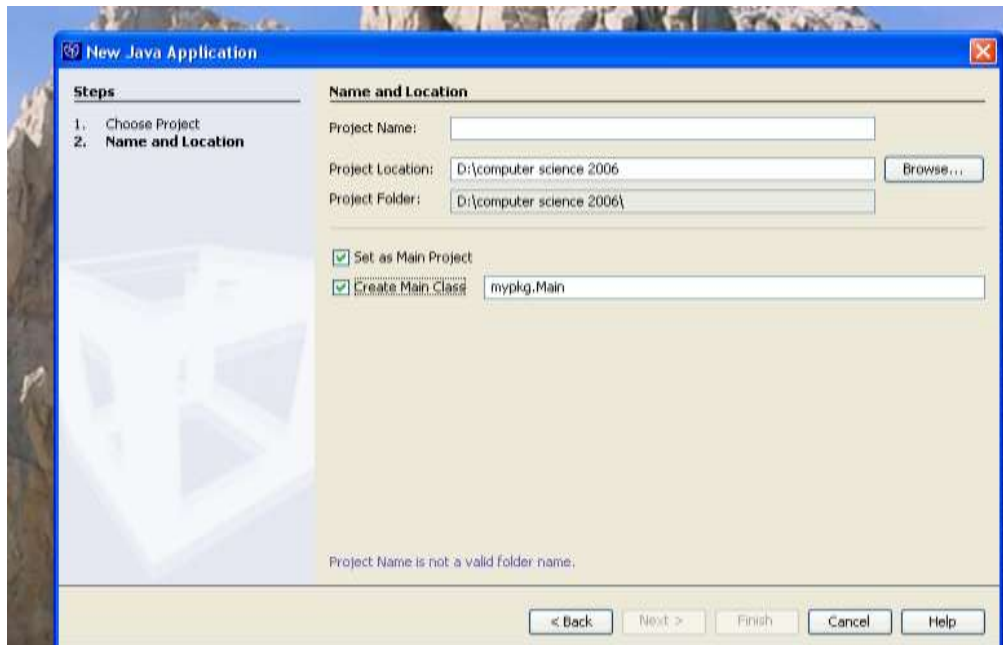 New Java Application
Steps
1. Choose Project
2. Name and Location
Name and Location
Project Name:
Project Location: D:\computer science 2006 Browse...
Project Folder: D:\computer science 2006\
Set as Main Project
Create Main Class mypkg.Main
Project Name is not a valid folder name.
< Back Next > Finish Cancel Help